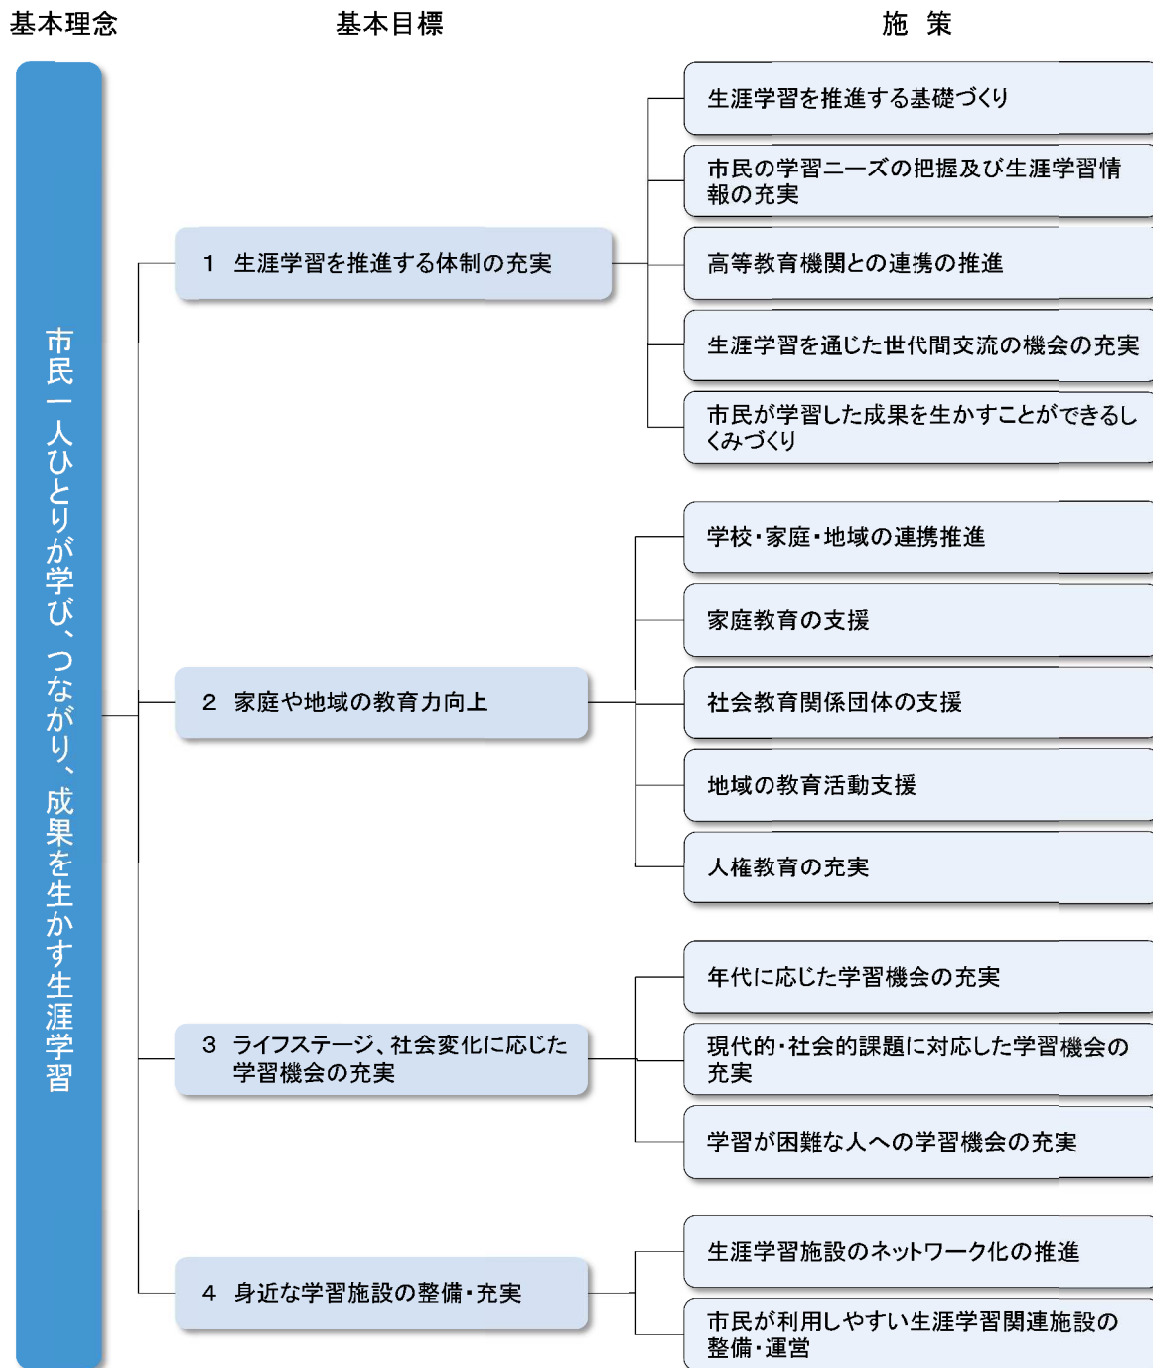 基本理念
基本目標
施 策
市民一人ひとりが学び、つながり、成果を生かす生涯学習
1 生涯学習を推進する体制の充実
生涯学習を推進する基礎づくり
市民の学習ニーズの把握及び生涯学習情
報の充実
高等教育機関との連携の推進
生涯学習を通じた世代間交流の機会の充実
市民が学習した成果を生かすことができるし
くみづくり
2 家庭や地域の教育力向上
学校・家庭・地域の連携推進
家庭教育の支援
社会教育関係団体の支援
地域の教育活動支援
人権教育の充実
3 ライフステージ、社会変化に応じた
学習機会の充実
年代に応じた学習機会の充実
現代的・社会的課題に対応した学習機会の
充実
学習が困難な人への学習機会の充実
4 身近な学習施設の整備・充実
生涯学習施設のネットワーク化の推進
市民が利用しやすい生涯学習関連施設の
整備・運営